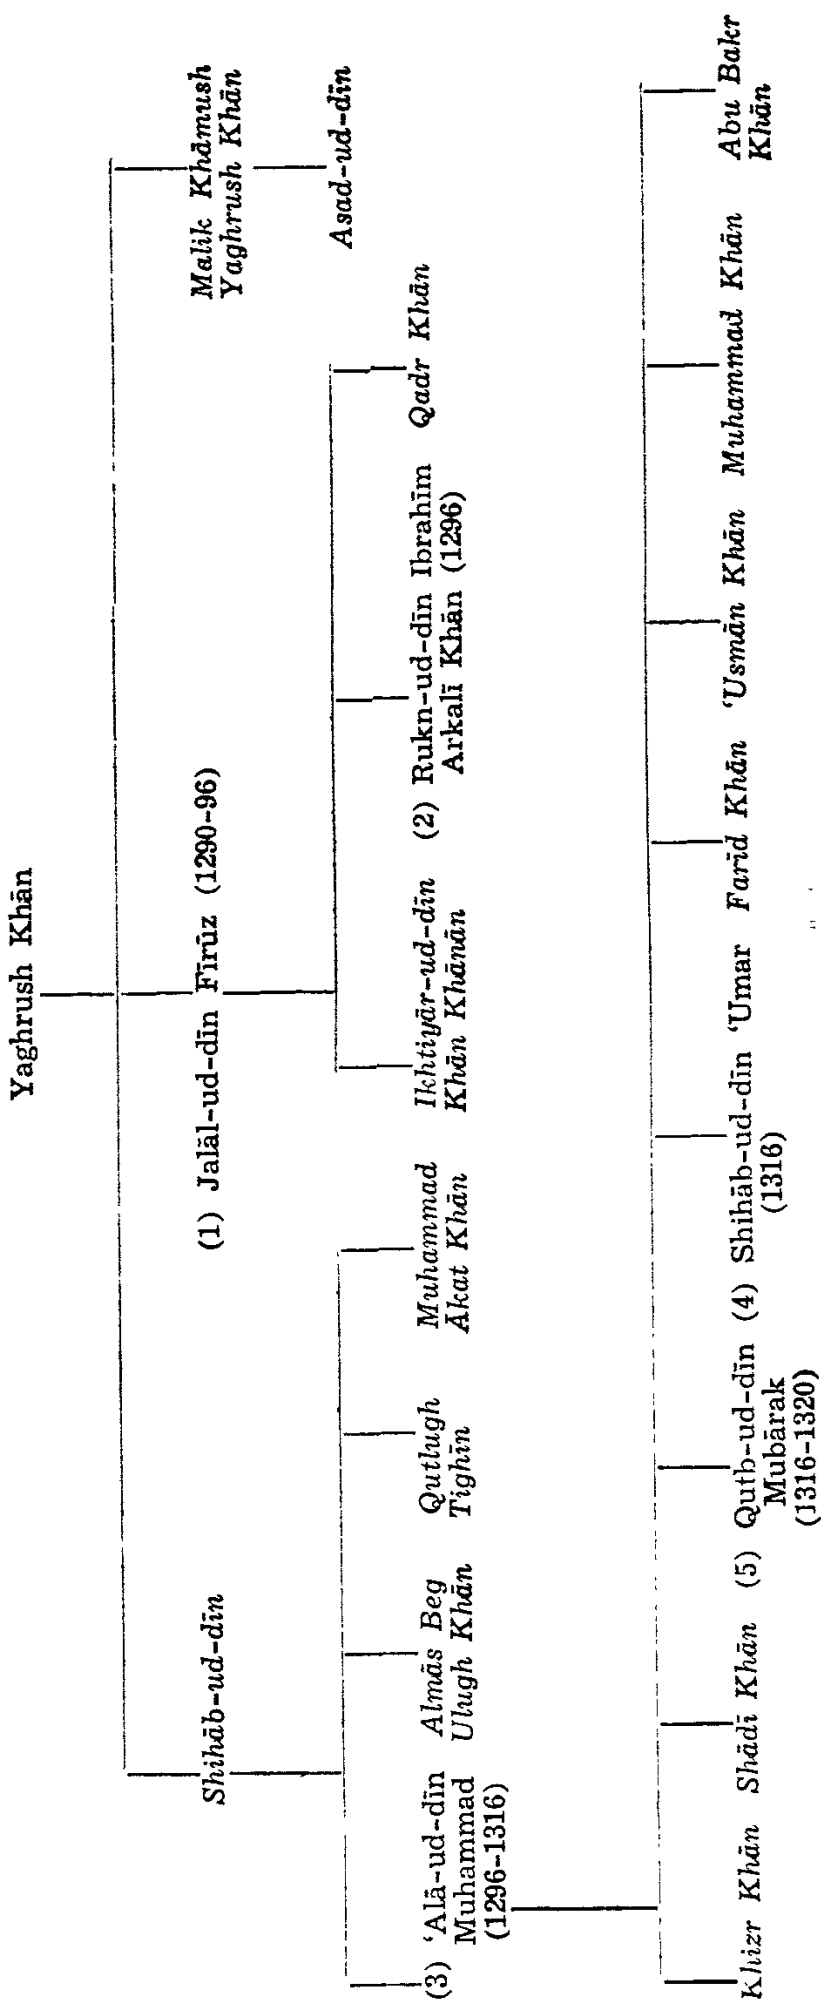 Yaghrush Khān
Shihāb-ud-dīn
(1) Jalāl-ud-dīn Fīrūz (1290-96)
Malik Khāmush
Yaghrush Khān
Asad-ud-dīn
(3) ‘Alā-ud-dīn
Muhammad
(1296-1316)
Almās Beg
Ulugh Khān
Qutlugh
Tighīn
Muhammad
Akat Khān
Ikhtiyār-ud-dīn
Khān Khānān
(2) Rukn-ud-dīn Ibrahīm
Arkalī Khān (1296)
Qadr Khān
Khizr Khān
Shādī Khān
(5) Qutb-ud-dīn
Mubārak
(1316-1320)
(4) Shihāb-ud-dīn ‘Umar
(1316)
Farīd Khān
‘Usmān Khān
Muhammad Khān
Abu Bakr
Khān